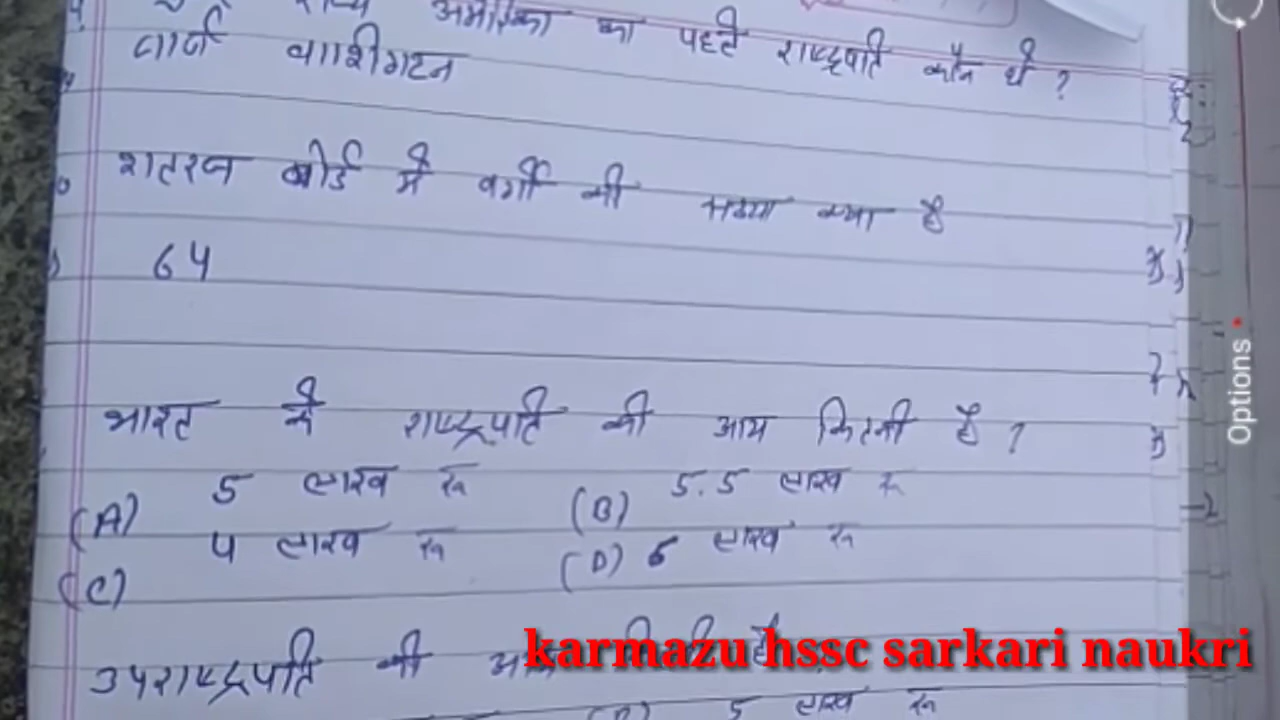 राज्य अमेरिका का पहले राष्ट्रपति कौन थे ?
जार्ज वाशिंगटन
शतरंज बोर्ड में वर्गो की सख्या क्या है
64
भारत के राष्ट्रपति की आय कितनी है ?
(A) 5 लाख रू (B) 5.5 लाख रू
(C) 4 लाख रू (D) 6 लाख रू
उपराष्ट्रपति की
karmazu hssc sarkari naukri
5 लाख रू
Options